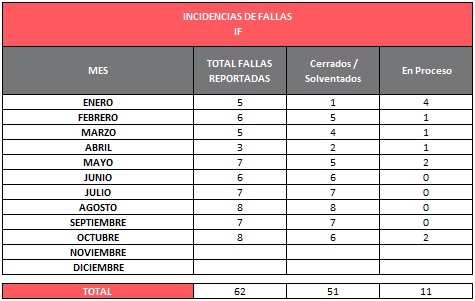 INCIDENCIAS DE FALLAS
IF
MES TOTAL FALLAS REPORTADAS Cerrados / Solventados En Proceso
ENERO 5 1 4
FEBRERO 6 5 1
MARZO 5 4 1
ABRIL 3 2 1
MAYO 7 5 2
JUNIO 6 6 0
JULIO 7 7 0
AGOSTO 8 8 0
SEPTIEMBRE 7 7 0
OCTUBRE 8 6 2
NOVIEMBRE
DICIEMBRE
TOTAL 62 51 11